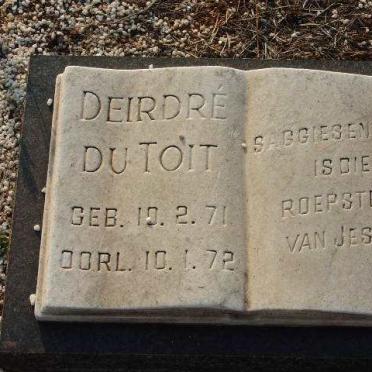 DEIRDRÉ
DU TOIT
GEB. 10.2.71
OORL. 10.1.72
IS DIE
VAN